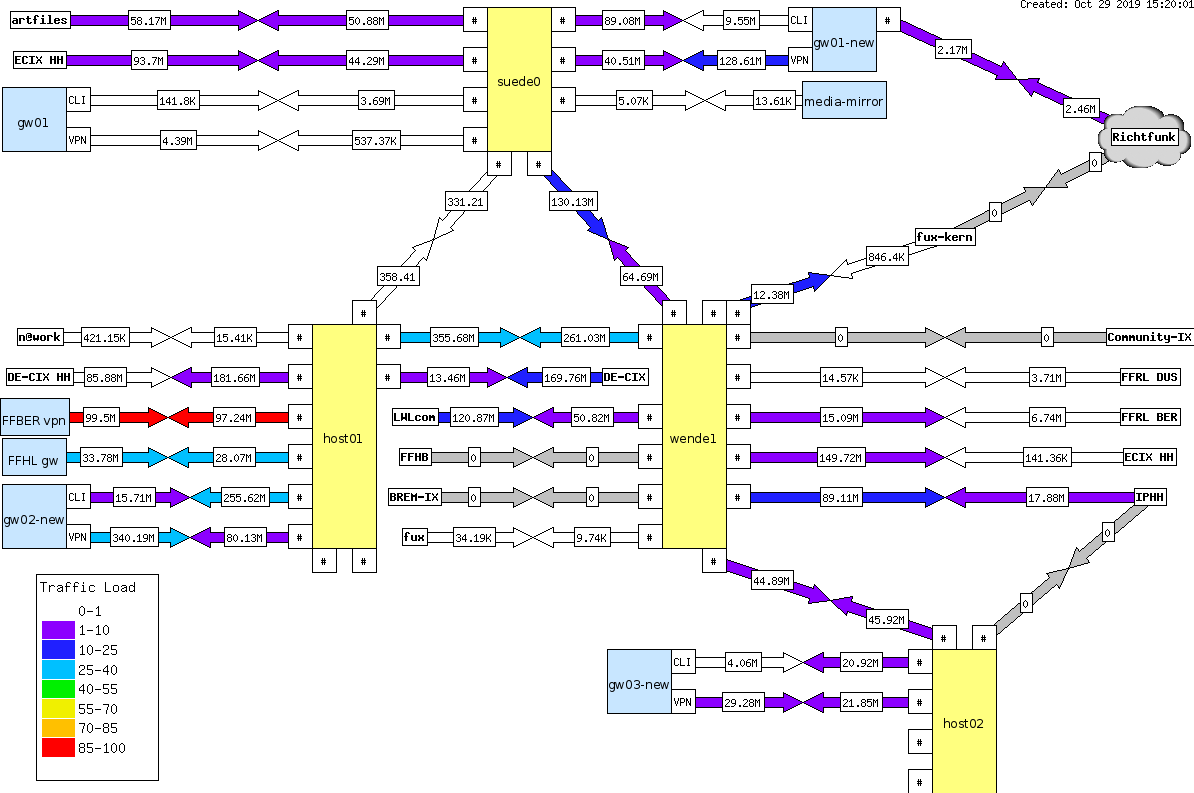 Created: Oct 29 2019 15:20:01
artfiles 58.17M 50.88M # # 89.08M 9.55M CLI #
gw01-new
2.17M
ECIX HH 93.7M 44.29M # # 40.51M 128.61M VPN
suede0
CLI 141.8K 3.69M # # 5.07K 13.61K media-mirror
gw01
2.46M
VPN 4.39M 537.37K #
Richtfunk
# #
0
331.21 130.13M
0
fux-kern
846.4K
358.41 64.69M
12.38M
# # # #
n@work 421.15K 15.41K # # 355.68M 261.03M # # 0 0 Community-IX
DE-CIX HH 85.88M 181.66M # # 13.46M 169.76M DE-CIX # 14.57K 3.71M FFRL DUS
FFBER vpn 99.5M 97.24M # LWLcom 120.87M 50.82M # # 15.09M 6.74M FFRL BER
host01 wende1
FFHL gw 33.78M 28.07M # FFHB 0 0 # # 149.72M 141.36K ECIX HH
CLI 15.71M 255.62M # BREM-IX 0 0 # # 89.11M 17.88M IPHH
gw02-new
VPN 340.19M 80.13M # fux 34.19K 9.74K #
0
# # #
44.89M
Traffic Load
0-1
1-10
10-25
25-40
40-55
55-70
70-85
85-100
0
45.92M
# #
CLI 4.06M 20.92M #
gw03-new
VPN 29.28M 21.85M #
host02
#
#